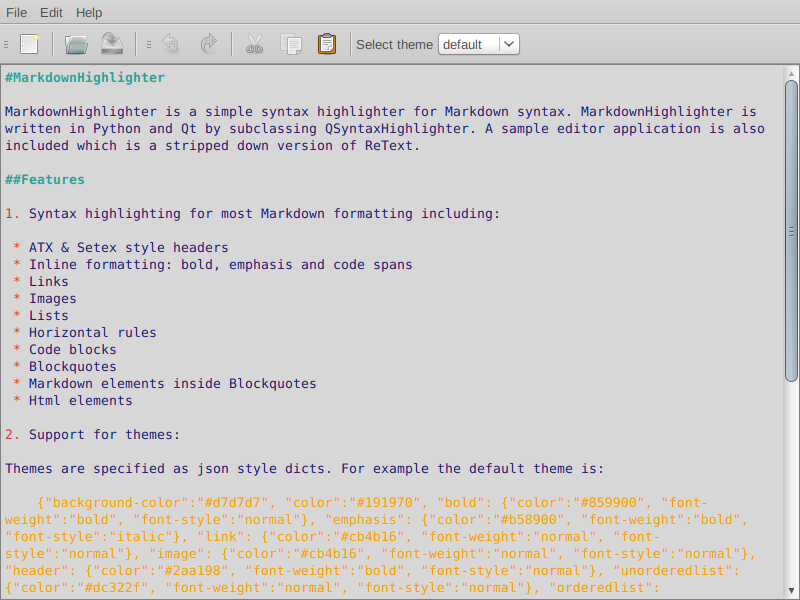 File Edit Help
Select theme default
#MarkdownHighlighter
MarkdownHighlighter is a simple syntax highlighter for Markdown syntax. MarkdownHighlighter is
written in Python and Qt by subclassing QSyntaxHighlighter. A sample editor application is also
included which is a stripped down version of ReText.
##Features
1. Syntax highlighting for most Markdown formatting including:
* ATX & Setex style headers
* Inline formatting: bold, emphasis and code spans
* Links
* Images
* Lists
* Horizontal rules
* Code blocks
* Blockquotes
* Markdown elements inside Blockquotes
* Html elements
2. Support for themes:
Themes are specified as json style dicts. For example the default theme is:
{"background-color":"#d7d7d7", "color":"#191970", "bold": {"color":"#859900", "font-
weight":"bold", "font-style":"normal"}, "emphasis": {"color":"#b58900", "font-weight":"bold",
"font-style":"italic"}, "link": {"color":"#cb4b16", "font-weight":"normal", "font-
style":"normal"}, "image": {"color":"#cb4b16", "font-weight":"normal", "font-style":"normal"},
"header": {"color":"#2aa198", "font-weight":"bold", "font-style":"normal"}, "unorderedlist":
{"color":"#dc322f", "font-weight":"normal", "font-style":"normal"}, "orderedlist":